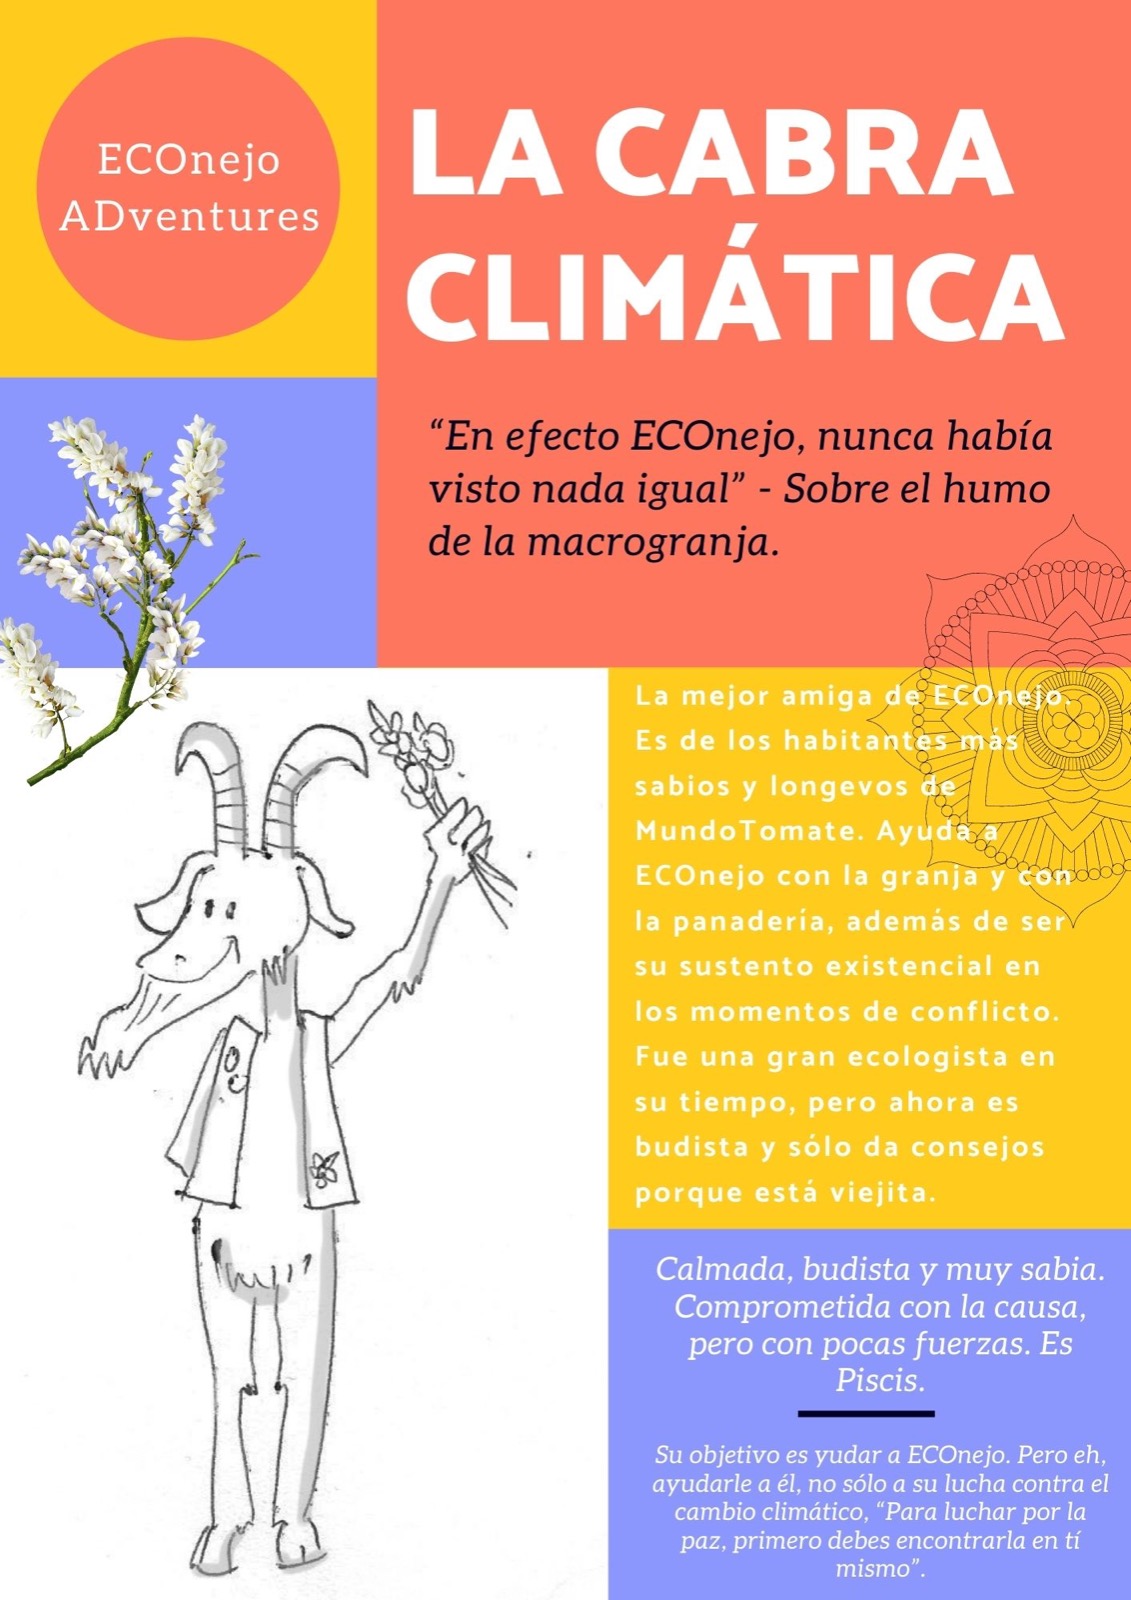 ECOnejo
ADventures
LA CABRA
CLIMÁTICA
“En efecto ECOnejo, nunca había
visto nada igual” - Sobre el humo
de la macrogranja.
La mejor amiga de ECOnejo.
Es de los habitantes más
sabios y longevos de
MundoTomate. Ayuda a
ECOnejo con la granja y con
la panadería, además de ser
su sustento existencial en
los momentos de conflicto.
Fue una gran ecologista en
su tiempo, pero ahora es
budista y sólo da consejos
porque está viejita.
Calmada, budista y muy sabia.
Comprometida con la causa,
pero con pocas fuerzas. Es
Piscis.
Su objetivo es yudar a ECOnejo. Pero eh,
ayudarle a él, no sólo a su lucha contra el
cambio climático, “Para luchar por la
paz, primero debes encontrarla en tí
mismo”.